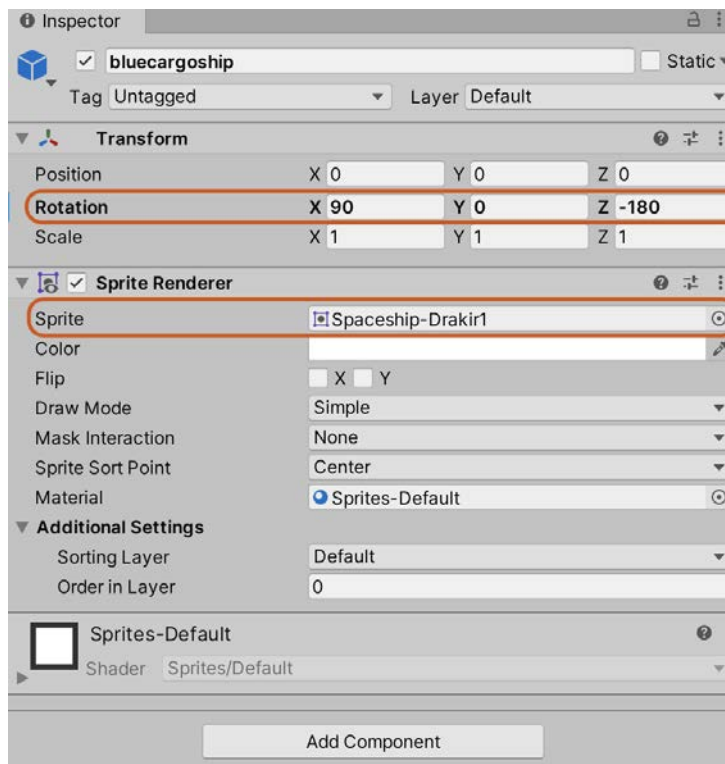 Inspector
bluecargoship Static
Tag Untagged Layer Default
Transform
Position X 0 Y 0 Z 0
Rotation X 90 Y 0 Z -180
Scale X 1 Y 1 Z 1
Sprite Renderer
Sprite Spaceship-Drakir1
Color
Flip X Y
Draw Mode Simple
Mask Interaction None
Sprite Sort Point Center
Material Sprites-Default
Additional Settings
Sorting Layer Default
Order in Layer 0
Sprites-Default
Shader Sprites/Default
Add Component